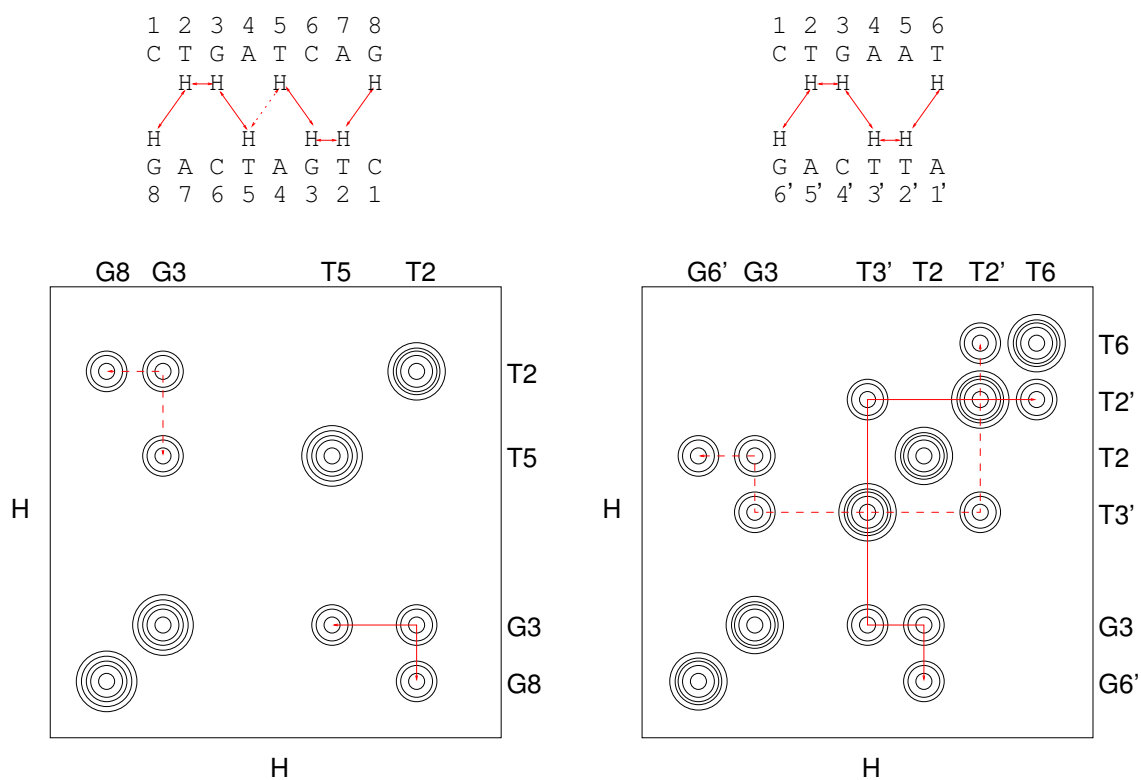 1 2 3 4 5 6 7 8
C T G A T C A G
H H H H
H H H H
G A C T A G T C
8 7 6 5 4 3 2 1
1 2 3 4 5 6
C T G A A T
H H H
H H H
G A C T T A
6' 5' 4' 3' 2' 1'
G8 G3 T5 T2
T2
T5
H
G3
G8
H
G6' G3 T3' T2 T2' T6
T6
T2'
T2
H
T3'
G3
G6'
H